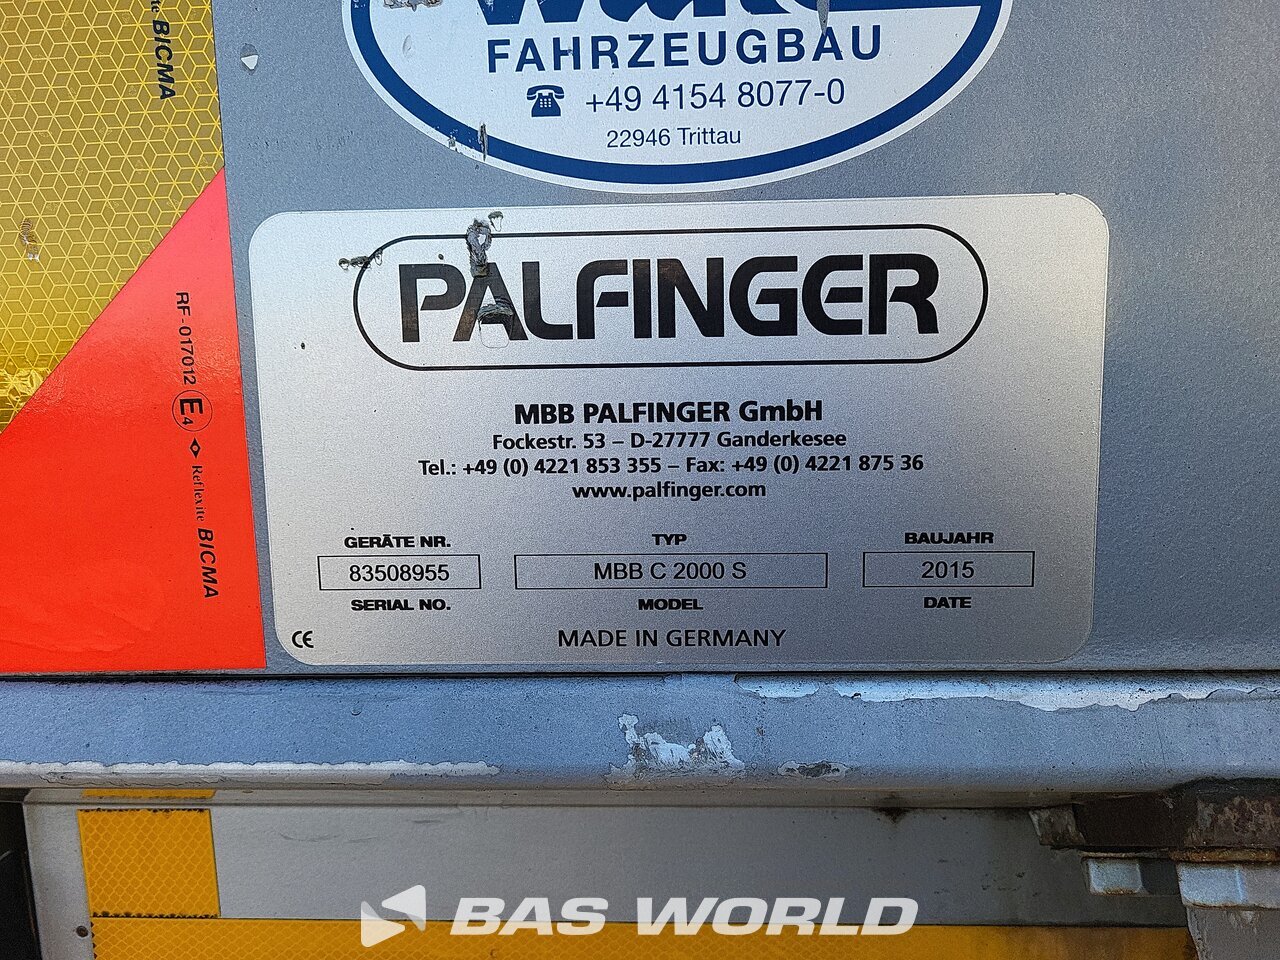 FAHRZEUGBAU
+49 4154 8077-0
22946 Trittau
BICMA
RF-017012 E4 Reflexite BICMA
PALFINGER
MBB PALFINGER GmbH
Fockestr. 53 – D-27777 Ganderkesee
Tel.: +49 (0) 4221 853 355 – Fax: +49 (0) 4221 875 36
www.palfinger.com
GERÄTE NR. TYP BAUJAHR
83508955 MBB C 2000 S 2015
SERIAL NO. MODEL DATE
CE MADE IN GERMANY
BAS WORLD